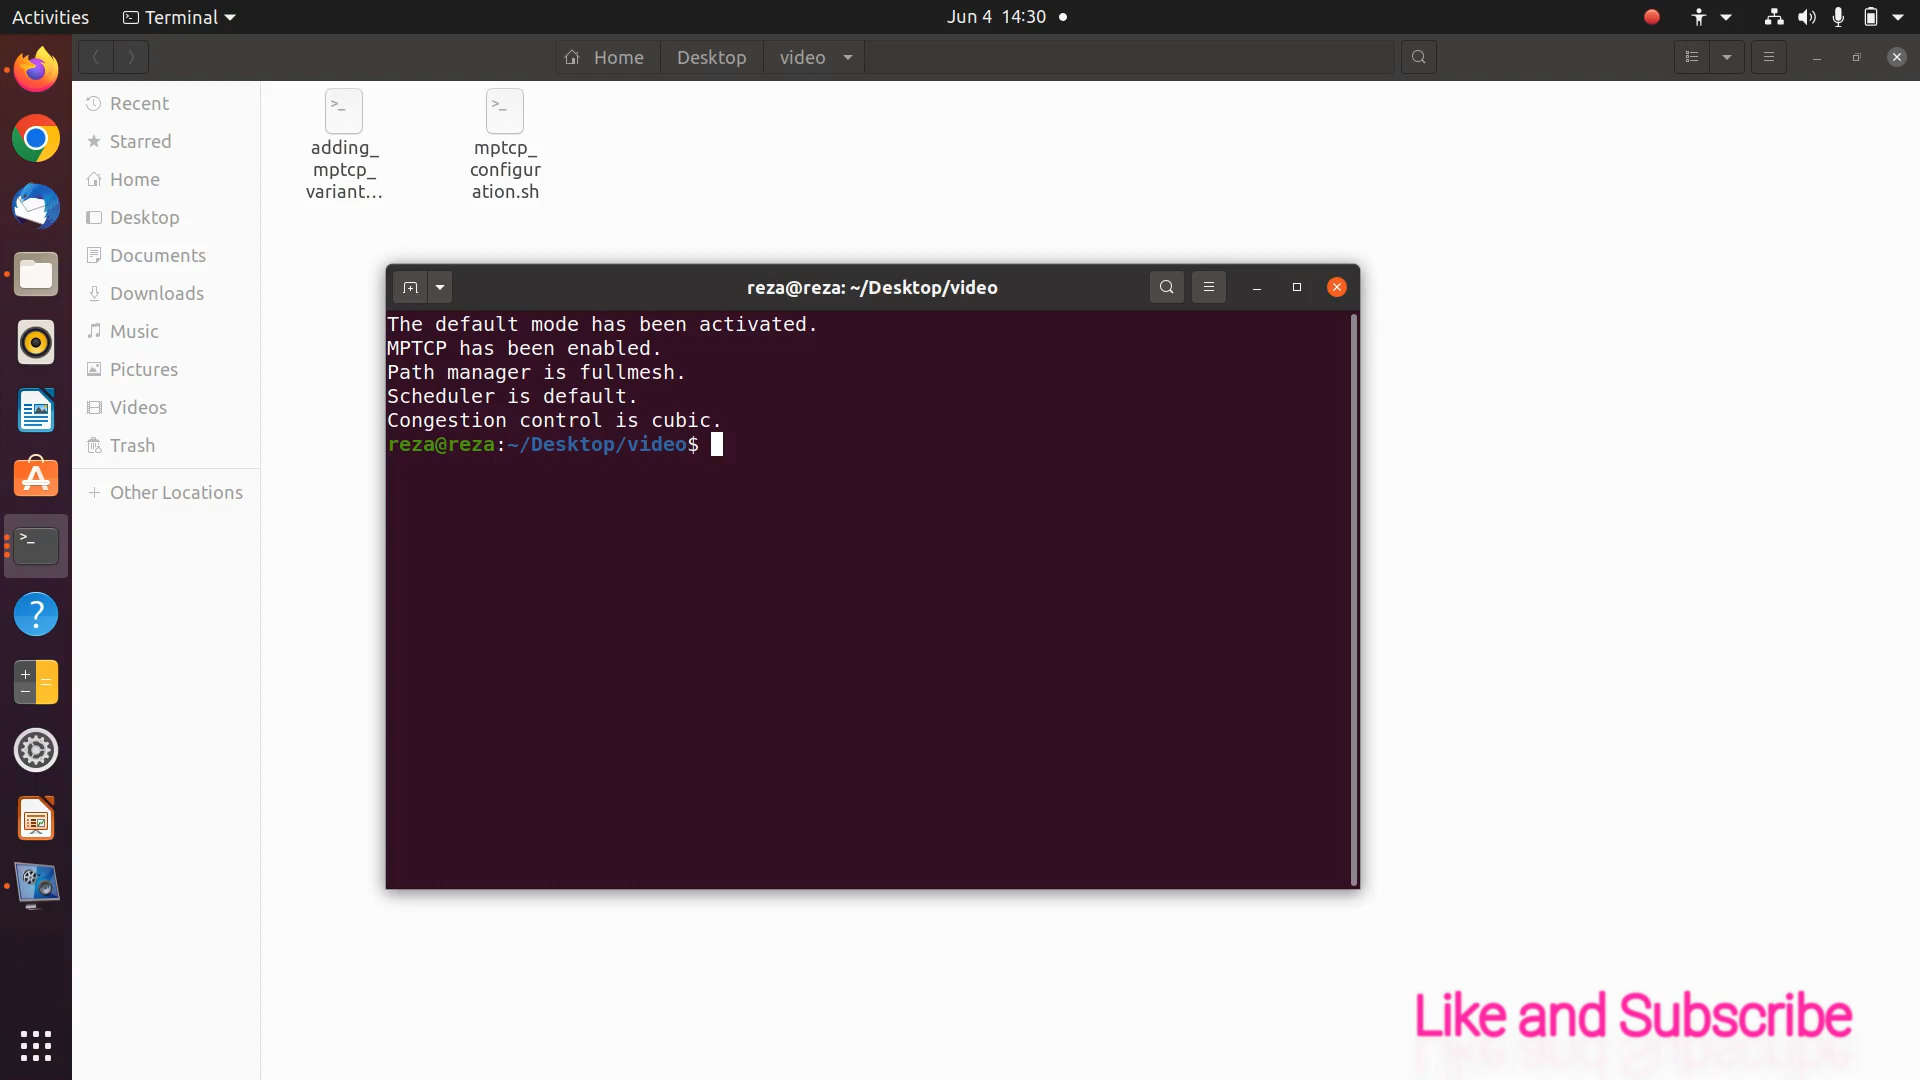 Activities
Terminal
Jun 4 14:30
Home
Desktop
video
Recent
Starred
Home
Desktop
Documents
Downloads
Music
Pictures
Videos
Trash
Other Locations
adding_
mptcp_
variant...
mptcp_
configur
ation.sh
reza@reza: ~/Desktop/video
The default mode has been activated.
MPTCP has been enabled.
Path manager is fullmesh.
Scheduler is default.
Congestion control is cubic.
reza@reza:~/Desktop/video$
Like and Subscribe